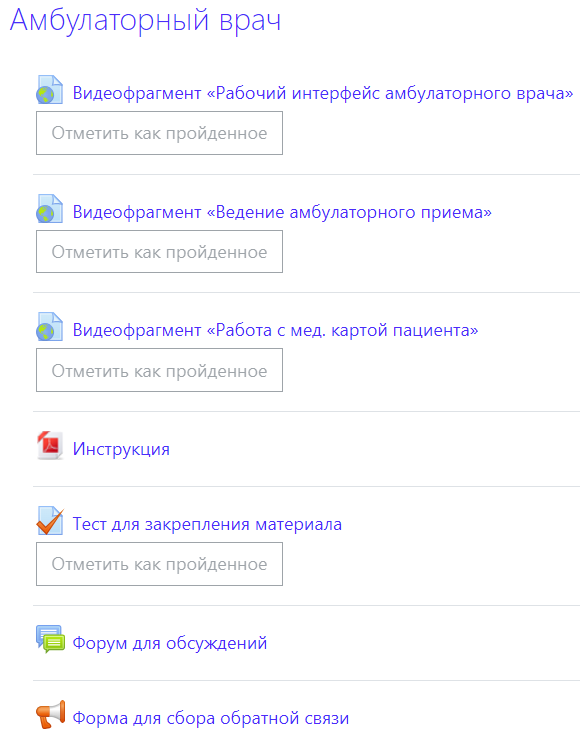 Амбулаторный врач
Видеофрагмент «Рабочий интерфейс амбулаторного врача»
Отметить как пройденное
Видеофрагмент «Ведение амбулаторного приема»
Отметить как пройденное
Видеофрагмент «Работа с мед. картой пациента»
Отметить как пройденное
Инструкция
Тест для закрепления материала
Отметить как пройденное
Форум для обсуждений
Форма для сбора обратной связи